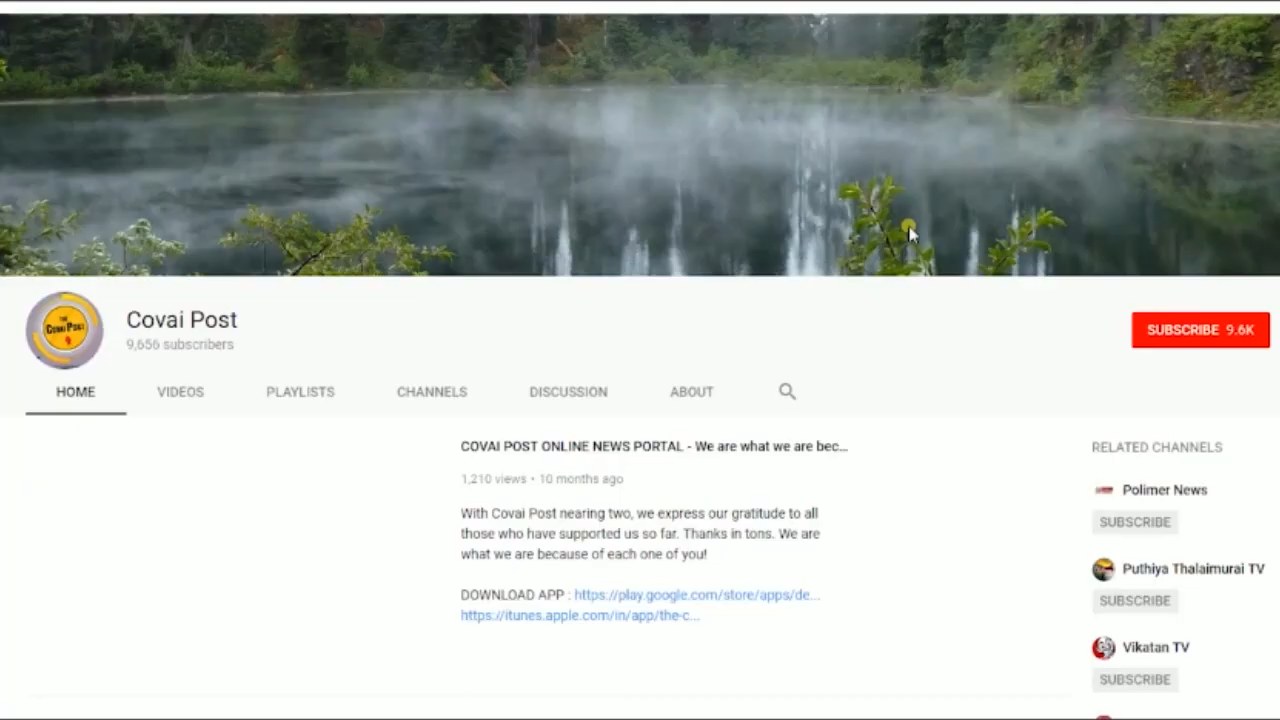 Covai Post
9,656 subscribers
SUBSCRIBE 9.6K
HOME VIDEOS PLAYLISTS CHANNELS DISCUSSION ABOUT
COVAI POST ONLINE NEWS PORTAL - We are what we are bec...
1,210 views • 10 months ago
With Covai Post nearing two, we express our gratitude to all
those who have supported us so far. Thanks in tons. We are
what we are because of each one of you!
DOWNLOAD APP : https://play.google.com/store/apps/de...
https://itunes.apple.com/in/app/the-c...
RELATED CHANNELS
Polimer News
SUBSCRIBE
Puthiya Thalaimurai TV
SUBSCRIBE
Vikatan TV
SUBSCRIBE
THE
COVAI POST